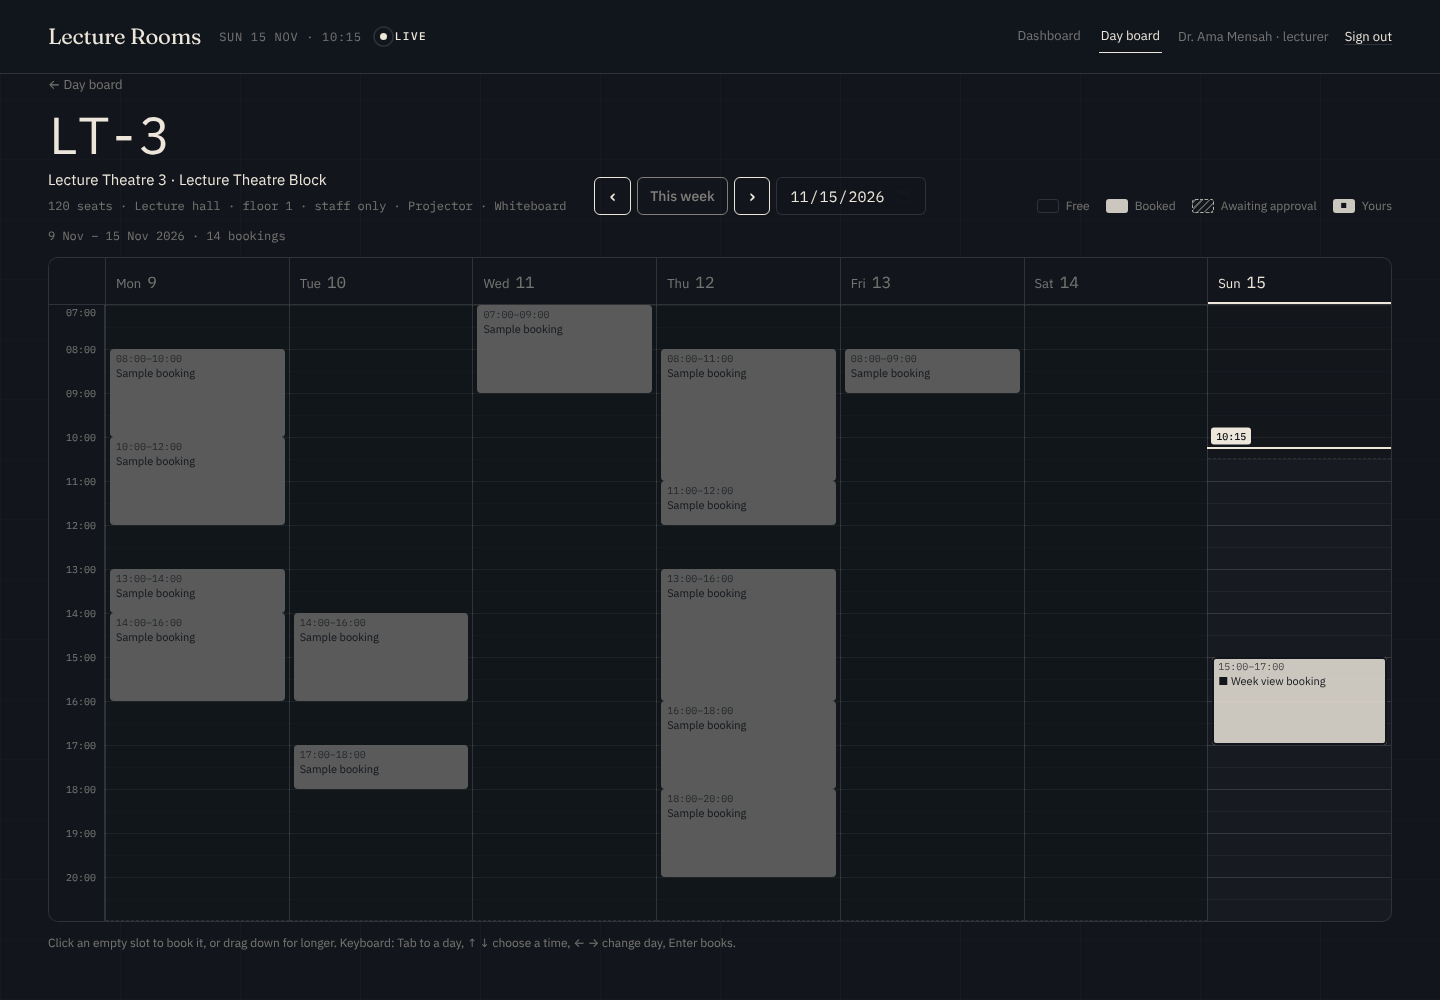 Lecture Rooms SUN 15 NOV · 10:15 LIVE Dashboard Day board Dr. Ama Mensah · lecturer Sign out
← Day board
LT-3
Lecture Theatre 3 · Lecture Theatre Block
120 seats · Lecture hall · floor 1 · staff only · Projector · Whiteboard
‹ This week › 11/15/2026
Free Booked Awaiting approval Yours
9 Nov – 15 Nov 2026 · 14 bookings
Mon 9 Tue 10 Wed 11 Thu 12 Fri 13 Sat 14 Sun 15
07:00
08:00
09:00
10:00
11:00
12:00
13:00
14:00
15:00
16:00
17:00
18:00
19:00
20:00
08:00–10:00
Sample booking
10:00–12:00
Sample booking
13:00–14:00
Sample booking
14:00–16:00
Sample booking
14:00–16:00
Sample booking
17:00–18:00
Sample booking
07:00–09:00
Sample booking
08:00–11:00
Sample booking
11:00–12:00
Sample booking
13:00–16:00
Sample booking
16:00–18:00
Sample booking
18:00–20:00
Sample booking
08:00–09:00
Sample booking
10:15
15:00–17:00
■ Week view booking
Click an empty slot to book it, or drag down for longer. Keyboard: Tab to a day, ↑ ↓ choose a time, ← → change day, Enter books.